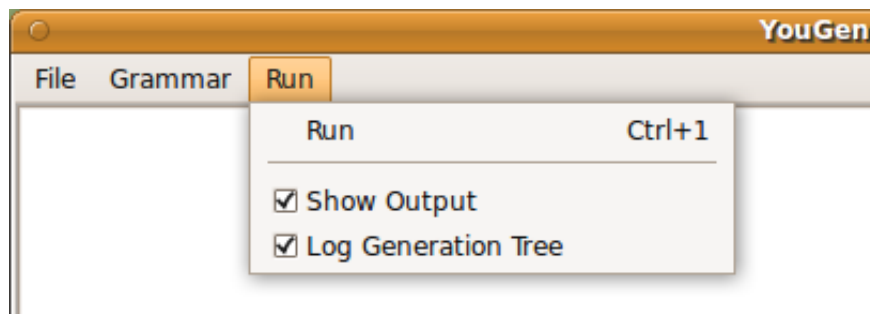 YouGen
File Grammar Run
Run Ctrl+1
Show Output
Log Generation Tree